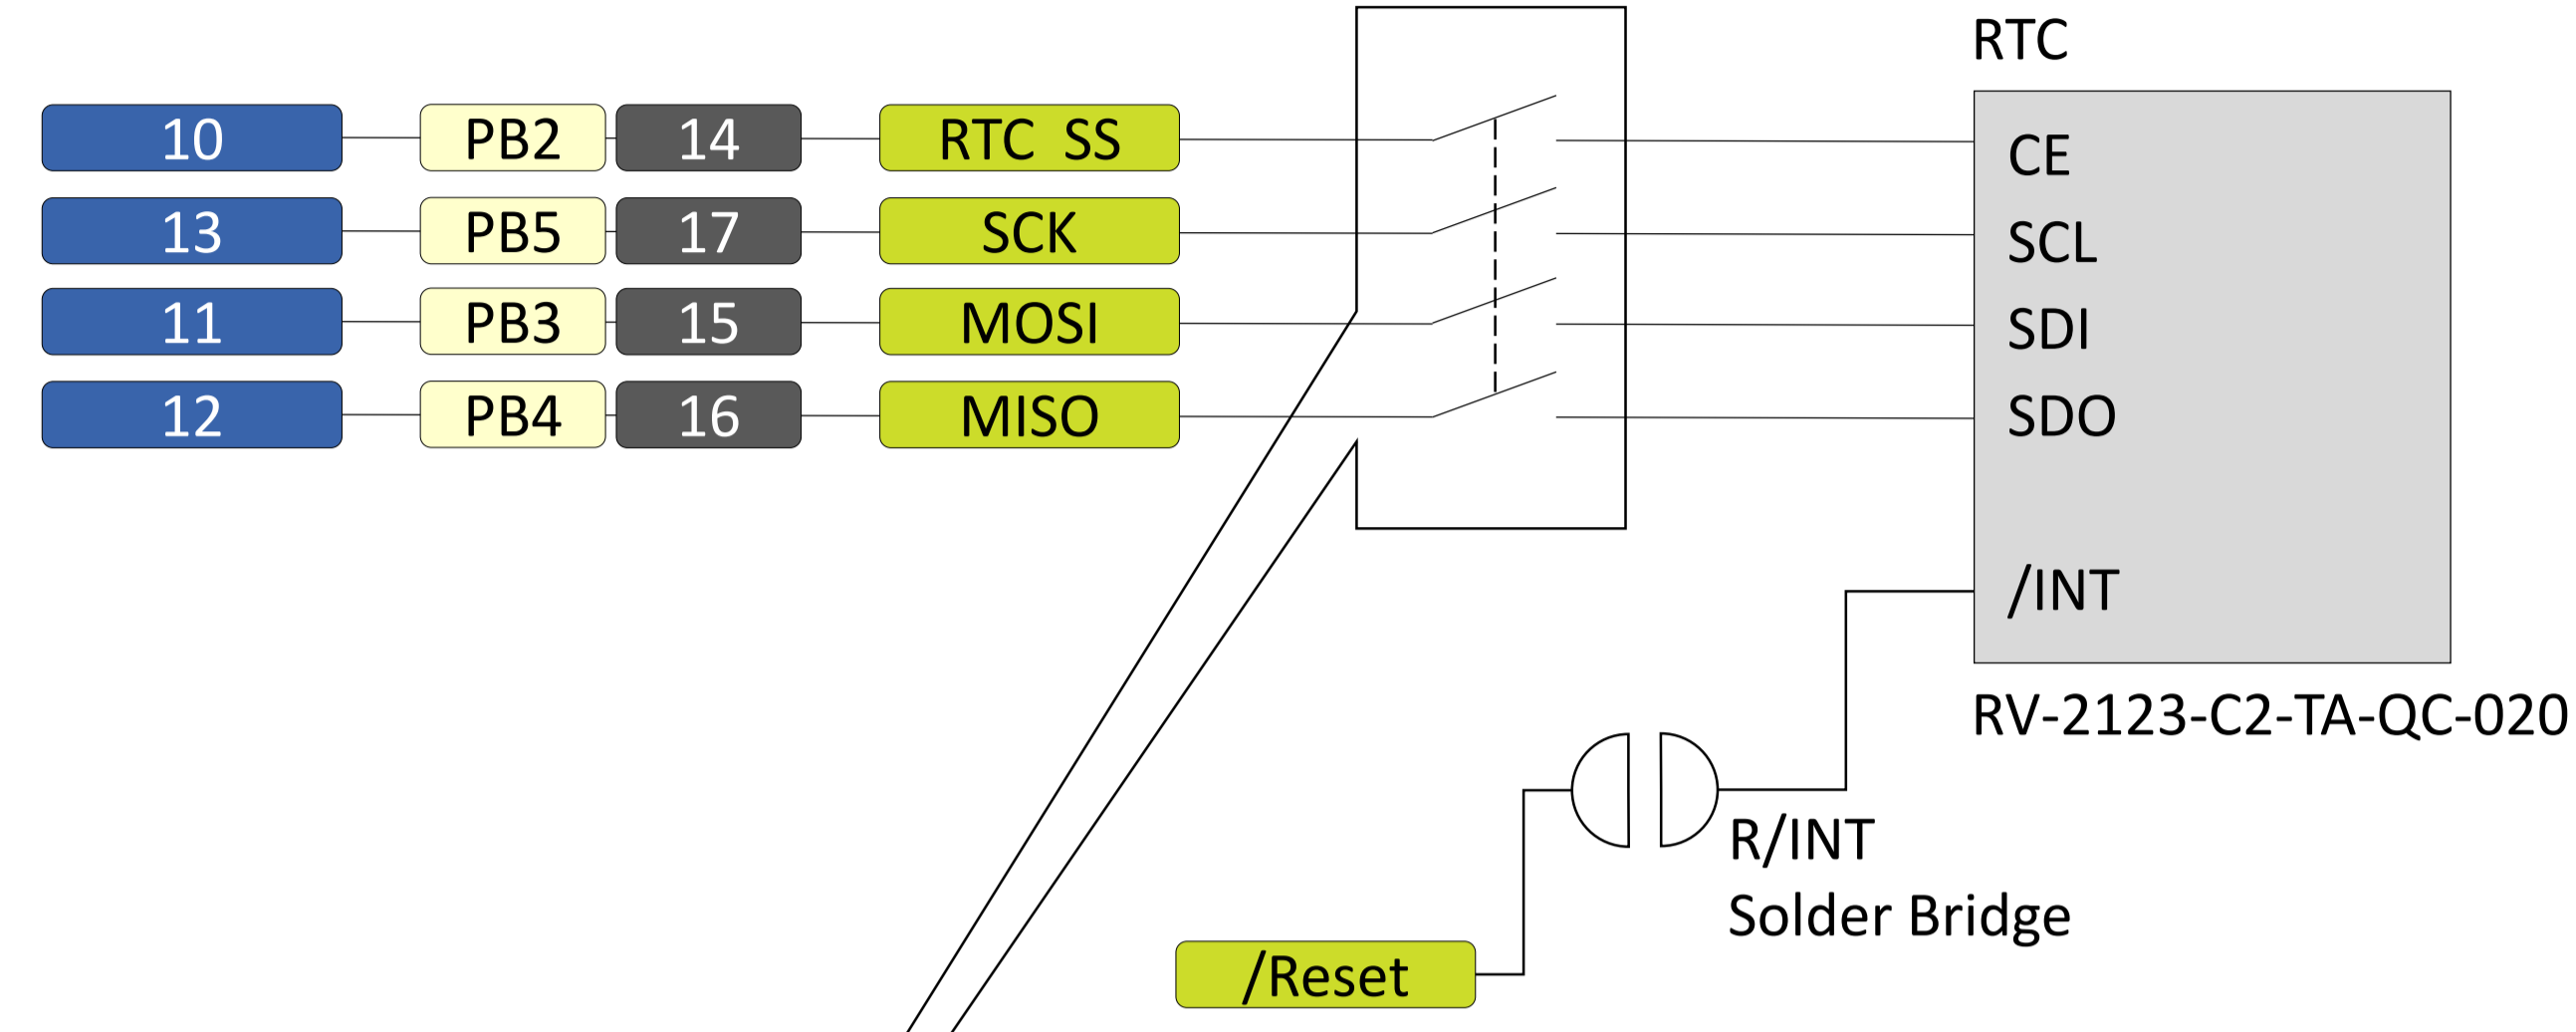 RTC
10 PB2 14 RTC SS CE
13 PB5 17 SCK SCL
11 PB3 15 MOSI SDI
12 PB4 16 MISO SDO
/INT
RV-2123-C2-TA-QC-020
R/INT
Solder Bridge
/Reset